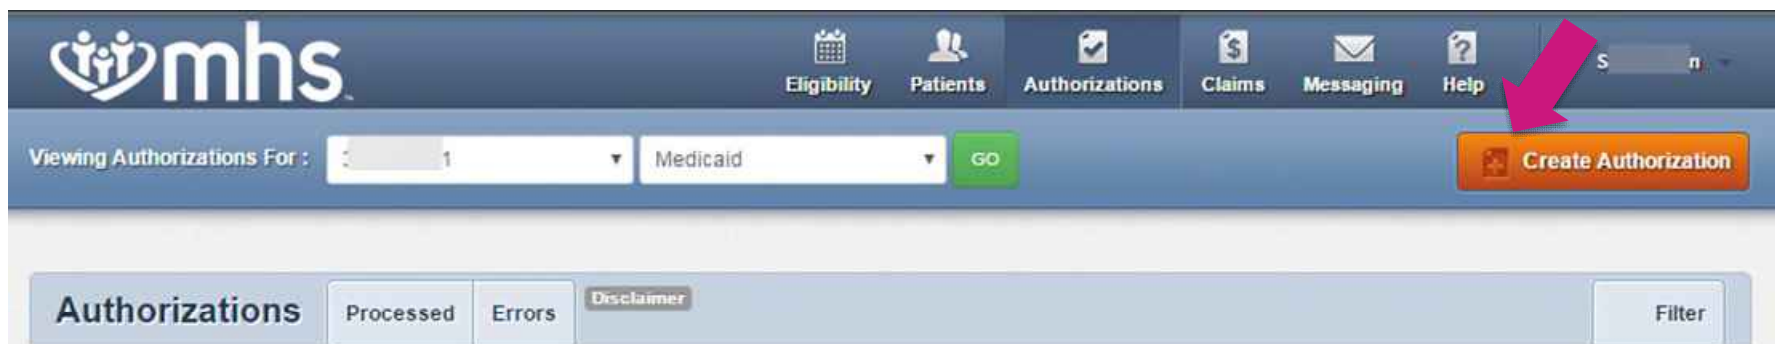 mhs
Eligibility Patients Authorizations Claims Messaging Help S n
Viewing Authorizations For : 1 Medicaid GO Create Authorization
Authorizations Processed Errors Disclaimer Filter